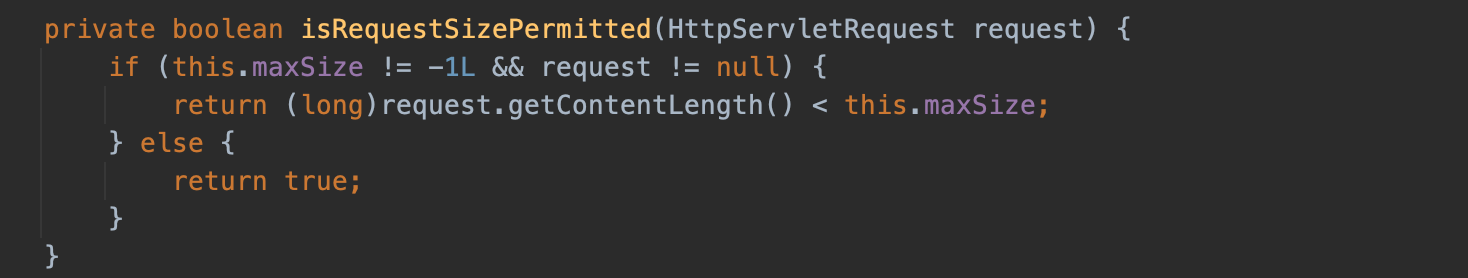 private boolean isRequestSizePermitted(HttpServletRequest request) {
    if (this.maxSize != -1L && request != null) {
        return (long)request.getContentLength() < this.maxSize;
    } else {
        return true;
    }
}